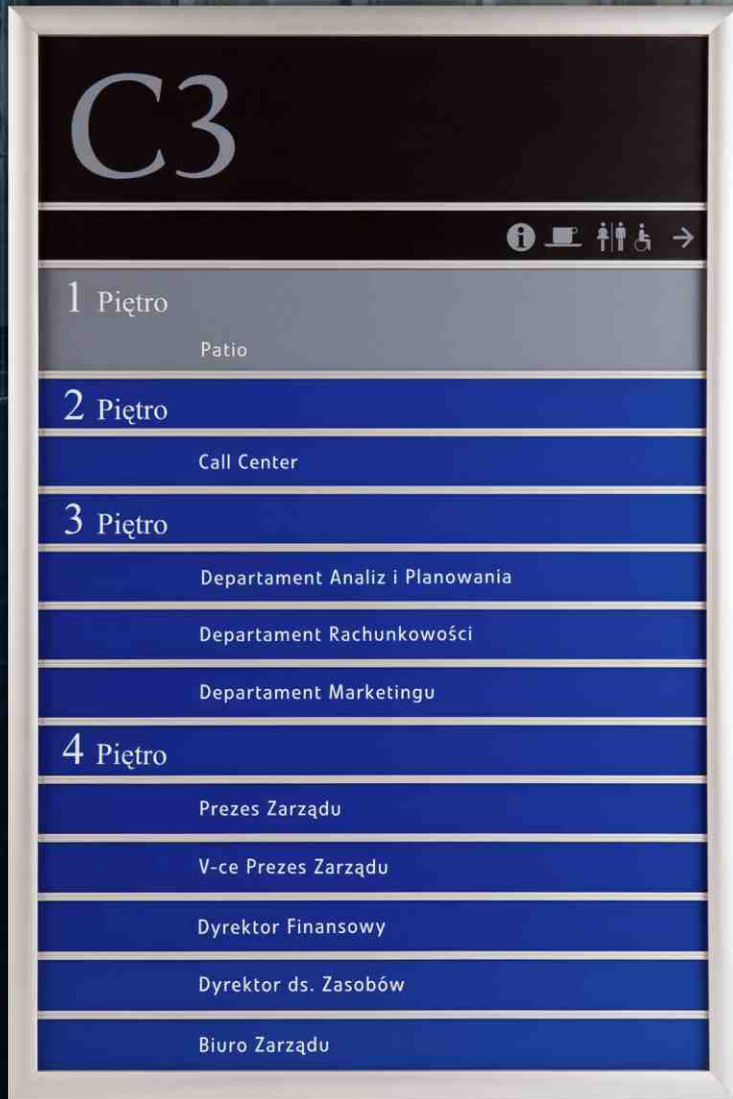 C3
1 Piętro
Patio
2 Piętro
Call Center
3 Piętro
Departament Analiz i Planowania
Departament Rachunkowości
Departament Marketingu
4 Piętro
Prezes Zarządu
V-ce Prezes Zarządu
Dyrektor Finansowy
Dyrektor ds. Zasobów
Biuro Zarządu